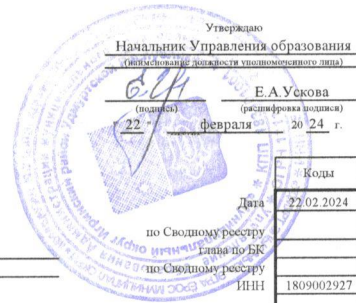 Утверждаю
Начальник Управления образования
(наименование должности уполномоченного лица)
Е.А.Ускова
(подпись) (расшифровка подписи)
" 22 " февраля 20 24 г.
Коды
Дата 22.02.2024
по Сводному реестру
глава по БК
по Сводному реестру
ИНН 1809002927